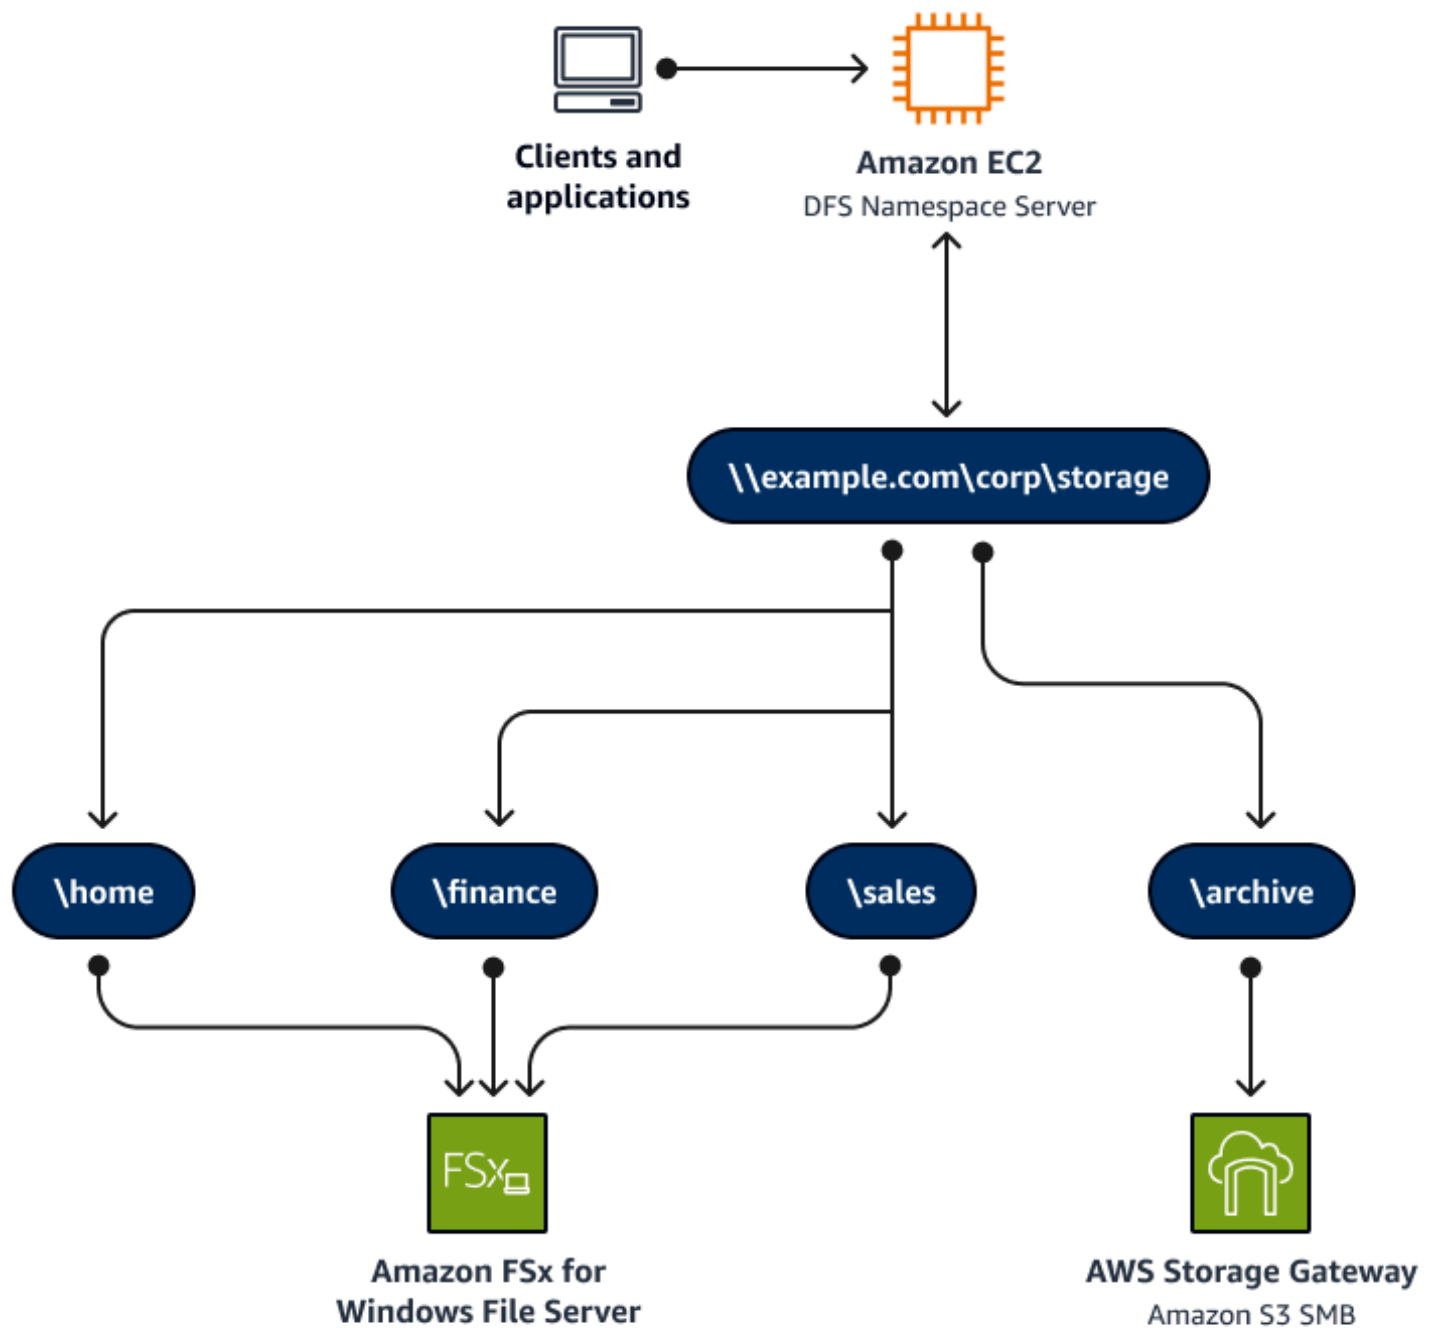 Clients and
applications
Amazon EC2
DFS Namespace Server
\\example.com\corp\storage
\home
\finance
\sales
\archive
FSx
Amazon FSx for
Windows File Server
AWS Storage Gateway
Amazon S3 SMB